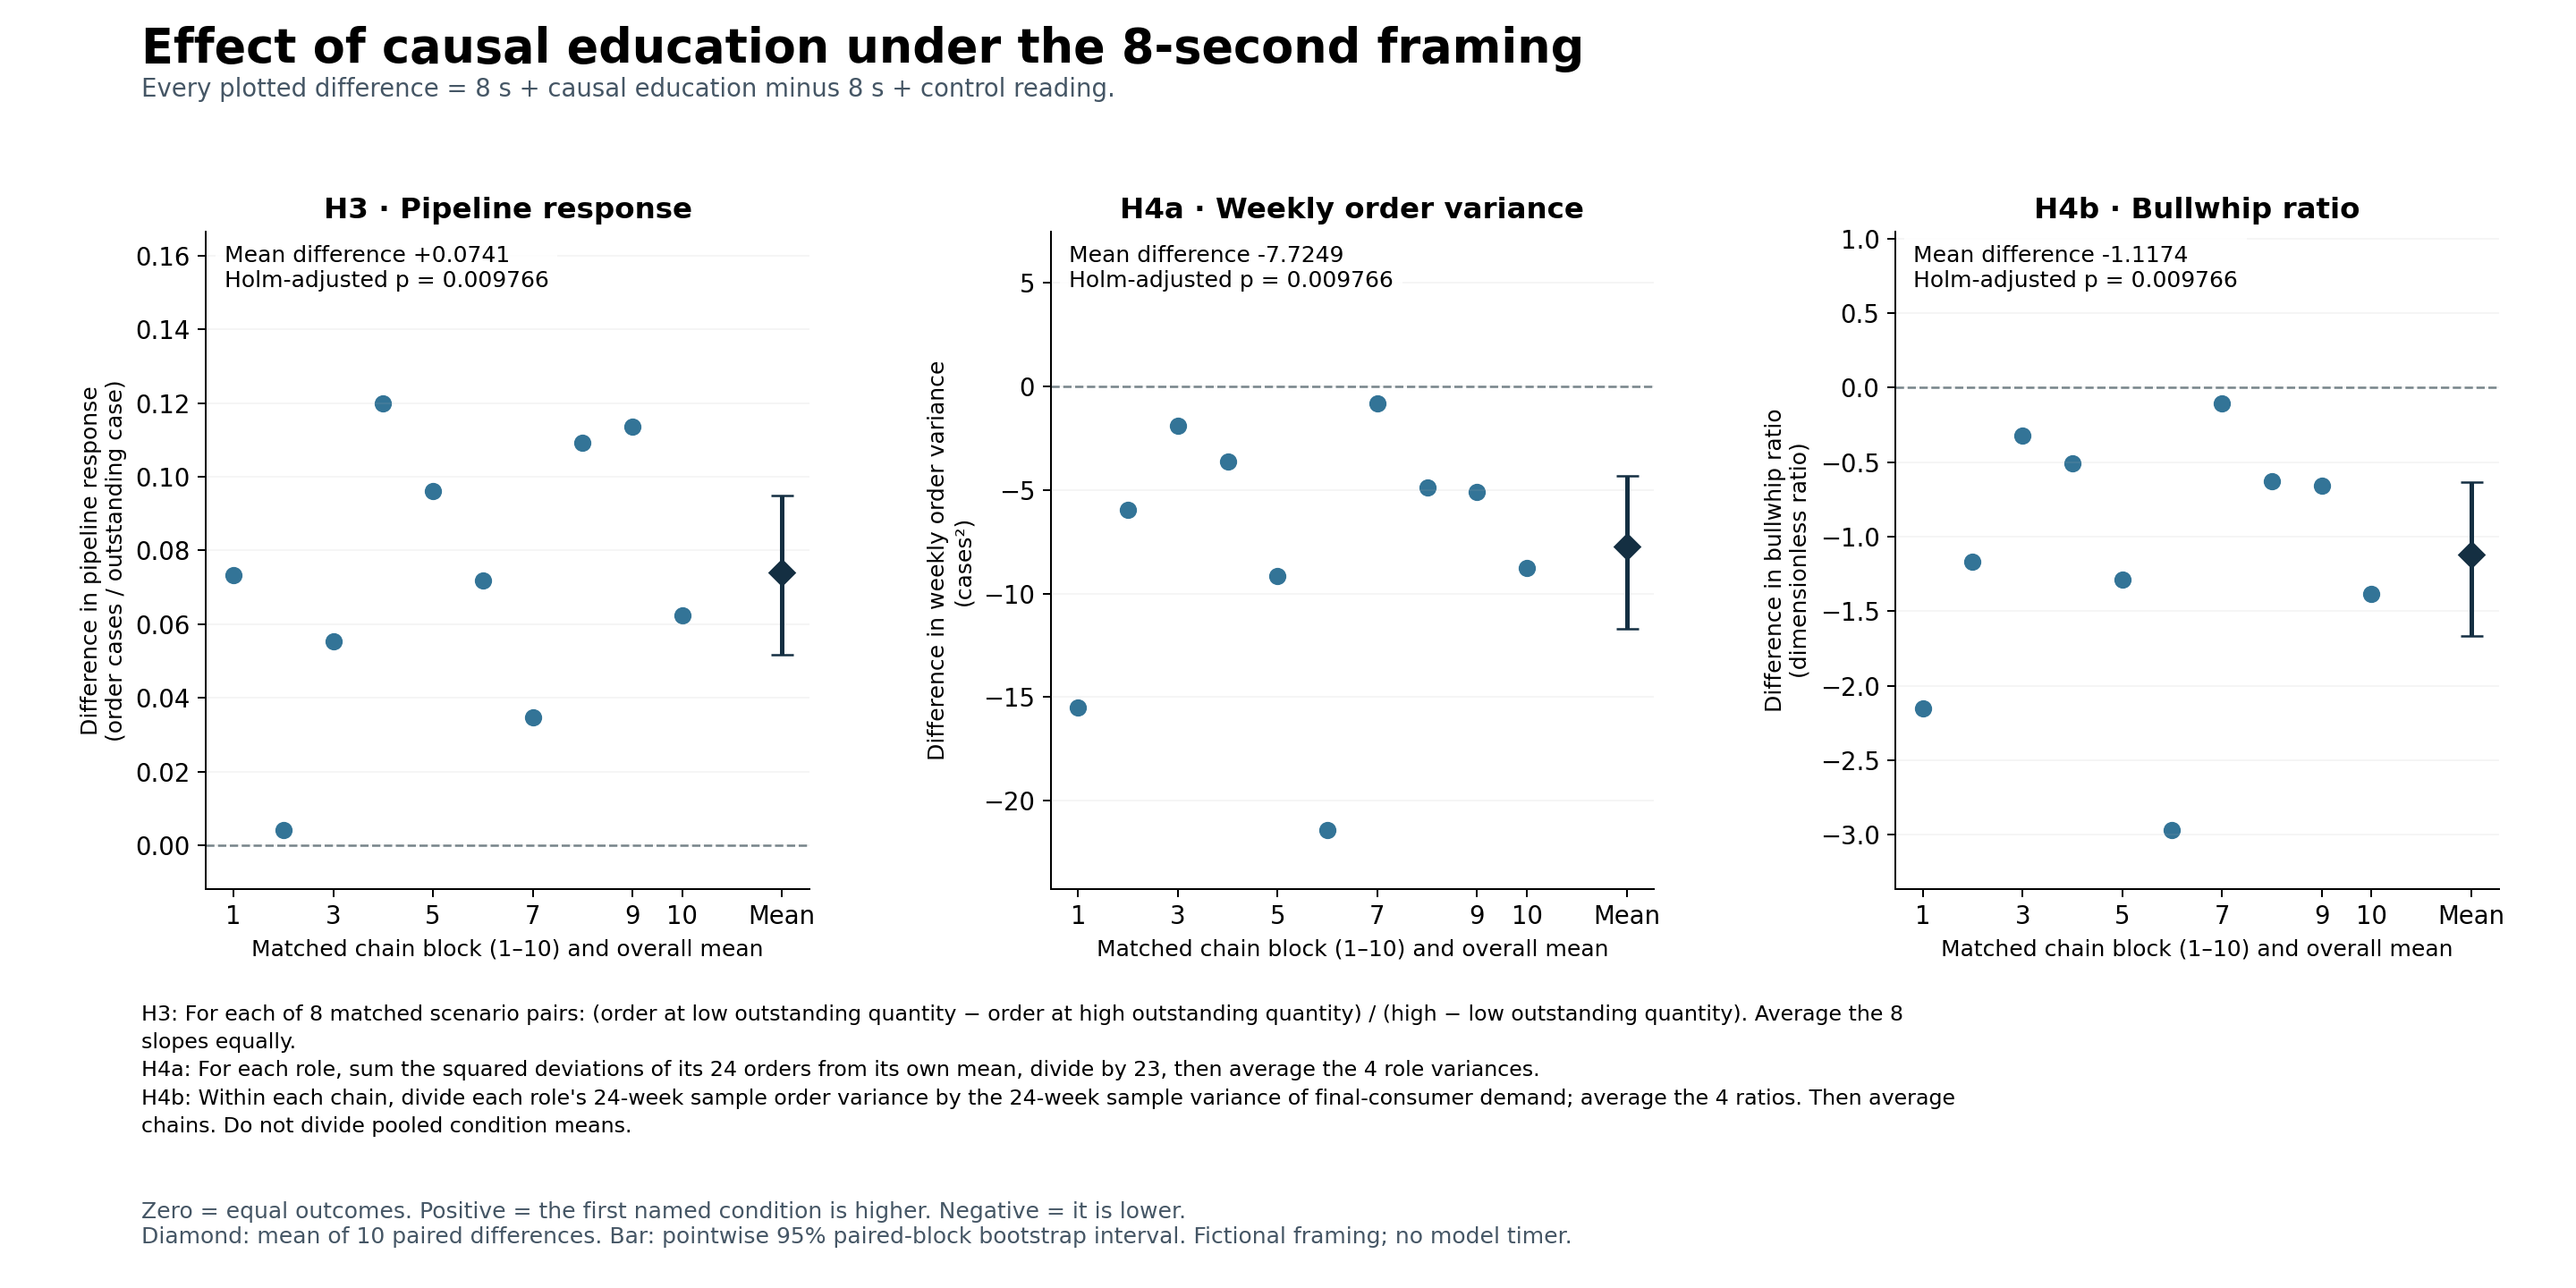 Effect of causal education under the 8-second framing
Every plotted difference = 8 s + causal education minus 8 s + control reading.
H3 · Pipeline response
Mean difference +0.0741
Holm-adjusted p = 0.009766
0.16
0.14
0.12
0.10
0.08
0.06
0.04
0.02
0.00
Difference in pipeline response
(order cases / outstanding case)
1 3 5 7 9 10 Mean
Matched chain block (1–10) and overall mean
H4a · Weekly order variance
Mean difference -7.7249
Holm-adjusted p = 0.009766
5
0
−5
−10
−15
−20
Difference in weekly order variance
(cases²)
1 3 5 7 9 10 Mean
Matched chain block (1–10) and overall mean
H4b · Bullwhip ratio
Mean difference -1.1174
Holm-adjusted p = 0.009766
1.0
0.5
0.0
−0.5
−1.0
−1.5
−2.0
−2.5
−3.0
Difference in bullwhip ratio
(dimensionless ratio)
1 3 5 7 9 10 Mean
Matched chain block (1–10) and overall mean
H3: For each of 8 matched scenario pairs: (order at low outstanding quantity − order at high outstanding quantity) / (high − low outstanding quantity). Average the 8
slopes equally.
H4a: For each role, sum the squared deviations of its 24 orders from its own mean, divide by 23, then average the 4 role variances.
H4b: Within each chain, divide each role's 24-week sample order variance by the 24-week sample variance of final-consumer demand; average the 4 ratios. Then average
chains. Do not divide pooled condition means.
Zero = equal outcomes. Positive = the first named condition is higher. Negative = it is lower.
Diamond: mean of 10 paired differences. Bar: pointwise 95% paired-block bootstrap interval. Fictional framing; no model timer.